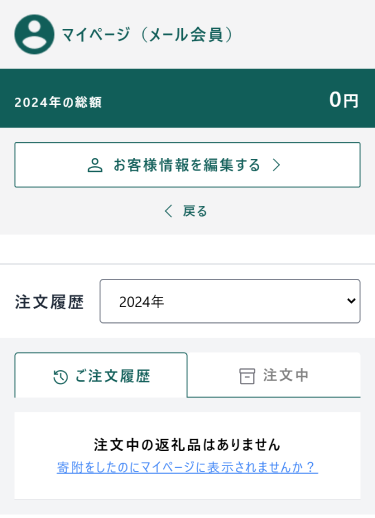 マイページ（メール会員）
2024年の総額 0円
お客様情報を編集する
戻る
注文履歴 2024年
ご注文履歴 注文中
注文中の返礼品はありません
寄附をしたのにマイページに表示されませんか？